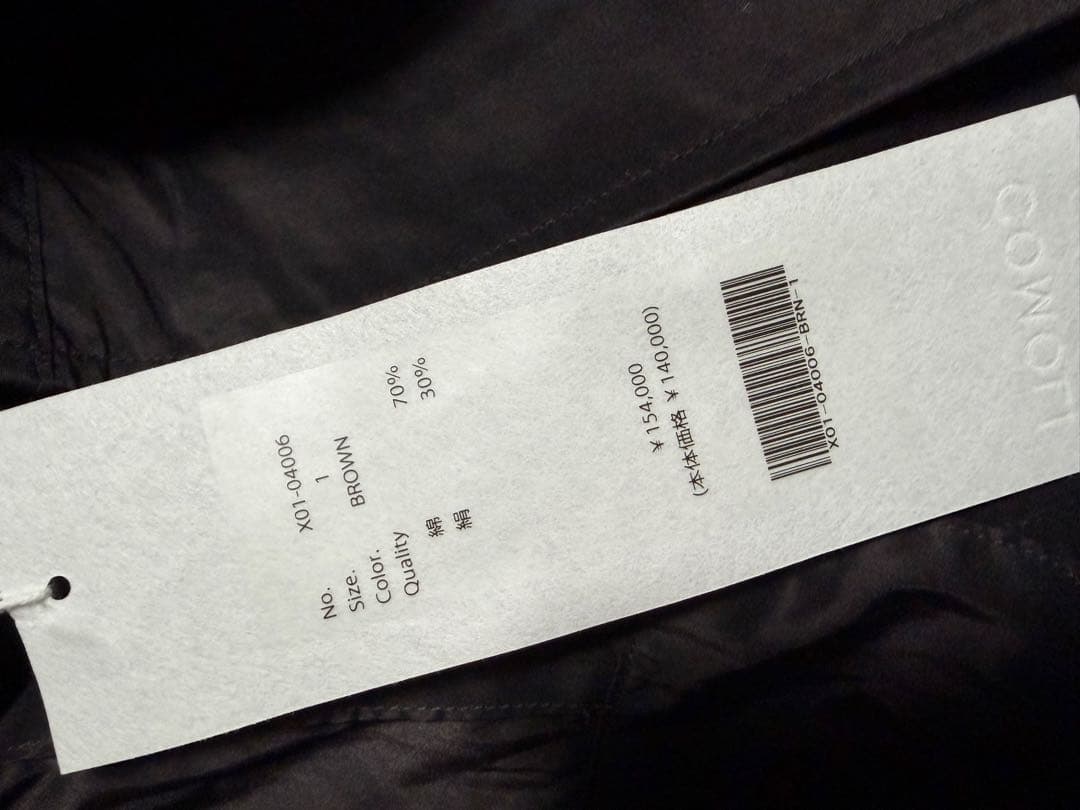 No. X01-04006
Size. 1
Color. BROWN
Quality
綿 70%
絹 30%
¥154,000
(本体価格 ¥140,000)
X01-04006-BRN-1
COMOLI